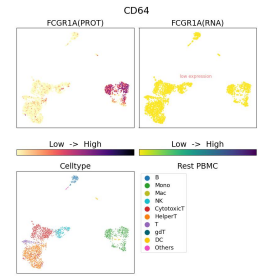 CD64
FCGR1A(PROT) FCGR1A(RNA)
low expression
Low -> High Low -> High
Celltype Rest PBMC
B
Mono
Mac
NK
CytotoxicT
HelperT
T
gdT
DC
Others